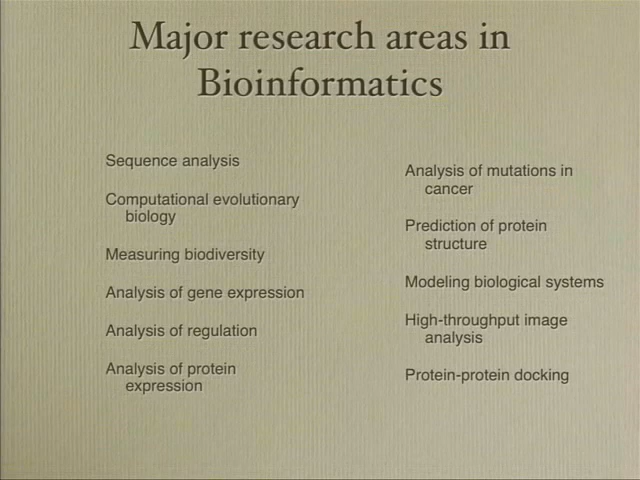 Major research areas in
Bioinformatics
Sequence analysis
Computational evolutionary
biology
Measuring biodiversity
Analysis of gene expression
Analysis of regulation
Analysis of protein
expression
Analysis of mutations in
cancer
Prediction of protein
structure
Modeling biological systems
High-throughput image
analysis
Protein-protein docking